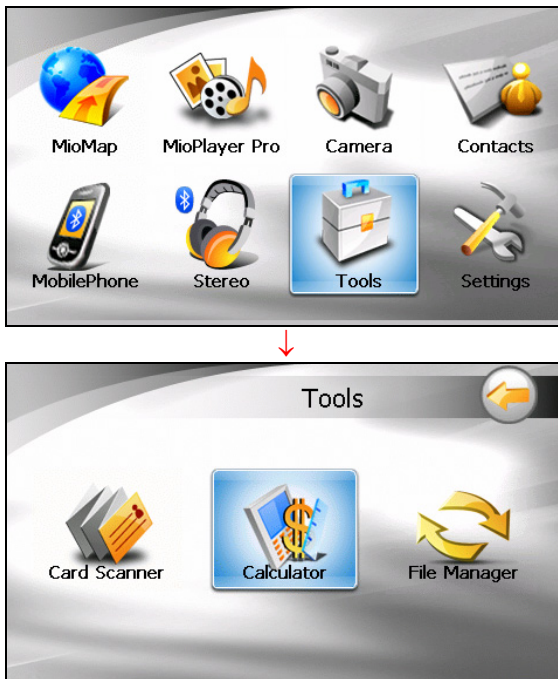 MioMap MioPlayer Pro Camera Contacts
MobilePhone Stereo Tools Settings
Tools
Card Scanner Calculator File Manager